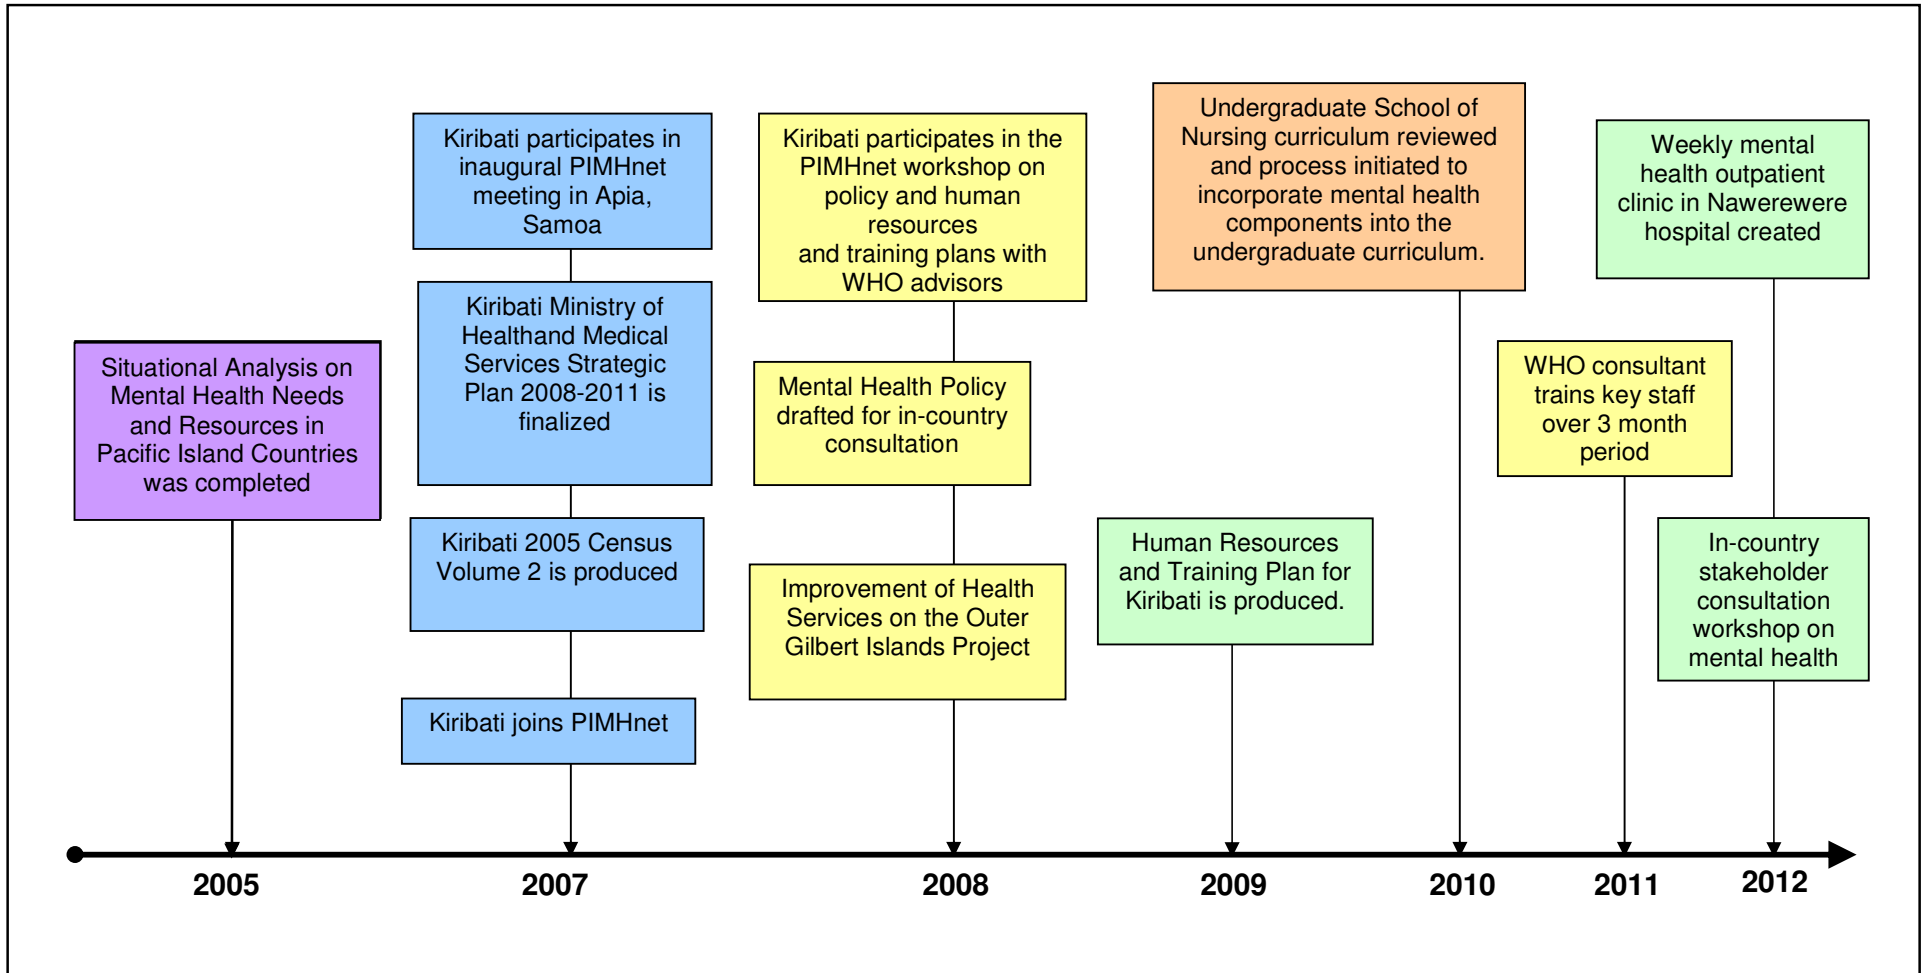 Situational Analysis on
Mental Health Needs
and Resources in
Pacific Island Countries
was completed
Kiribati participates in
inaugural PIMHnet
meeting in Apia,
Samoa
Kiribati Ministry of
Healthand Medical
Services Strategic
Plan 2008-2011 is
finalized
Kiribati 2005 Census
Volume 2 is produced
Kiribati joins PIMHnet
Kiribati participates in the
PIMHnet workshop on
policy and human
resources
and training plans with
WHO advisors
Mental Health Policy
drafted for in-country
consultation
Improvement of Health
Services on the Outer
Gilbert Islands Project
Human Resources
and Training Plan for
Kiribati is produced.
Undergraduate School of
Nursing curriculum reviewed
and process initiated to
incorporate mental health
components into the
undergraduate curriculum.
WHO consultant
trains key staff
over 3 month
period
Weekly mental
health outpatient
clinic in Nawerewere
hospital created
In-country
stakeholder
consultation
workshop on
mental health
2005
2007
2008
2009
2010
2011
2012